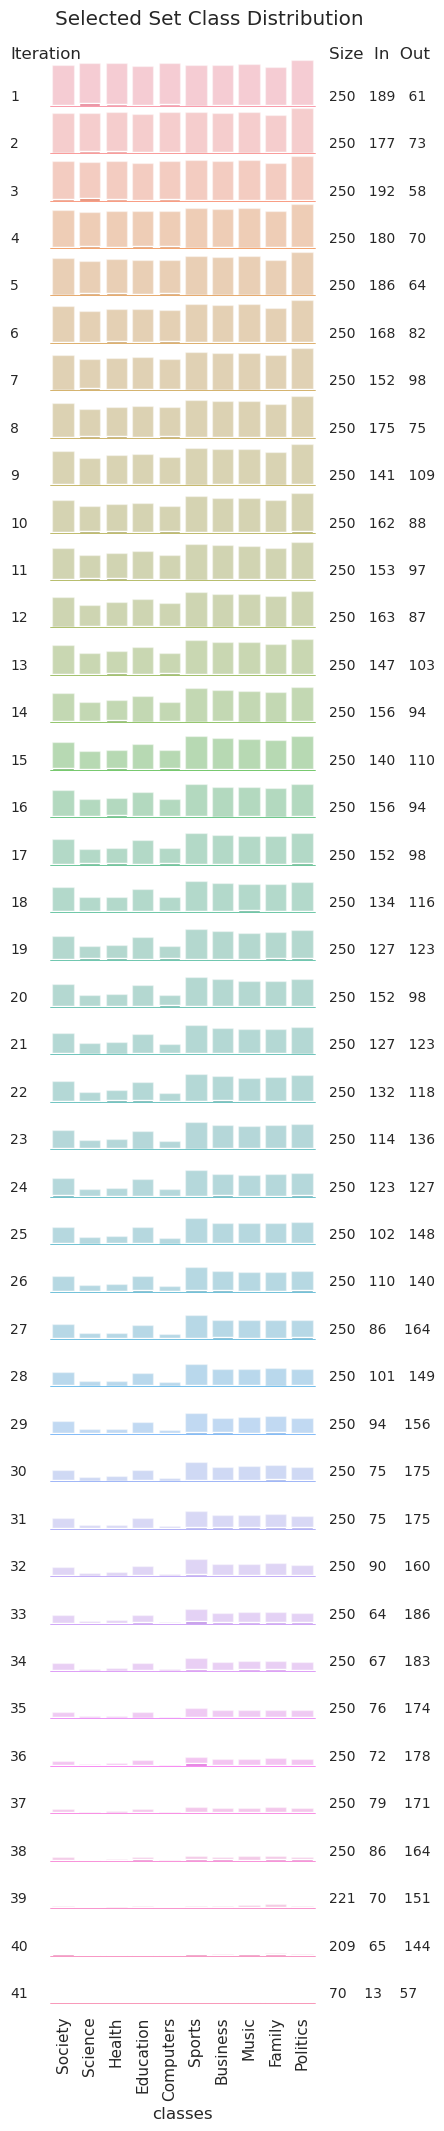 Selected Set Class Distribution
Iteration Size In Out
1 250 189 61
2 250 177 73
3 250 192 58
4 250 180 70
5 250 186 64
6 250 168 82
7 250 152 98
8 250 175 75
9 250 141 109
10 250 162 88
11 250 153 97
12 250 163 87
13 250 147 103
14 250 156 94
15 250 140 110
16 250 156 94
17 250 152 98
18 250 134 116
19 250 127 123
20 250 152 98
21 250 127 123
22 250 132 118
23 250 114 136
24 250 123 127
25 250 102 148
26 250 110 140
27 250 86 164
28 250 101 149
29 250 94 156
30 250 75 175
31 250 75 175
32 250 90 160
33 250 64 186
34 250 67 183
35 250 76 174
36 250 72 178
37 250 79 171
38 250 86 164
39 221 70 151
40 209 65 144
41 70 13 57
Society
Science
Health
Education
Computers
Sports
Business
Music
Family
Politics
classes